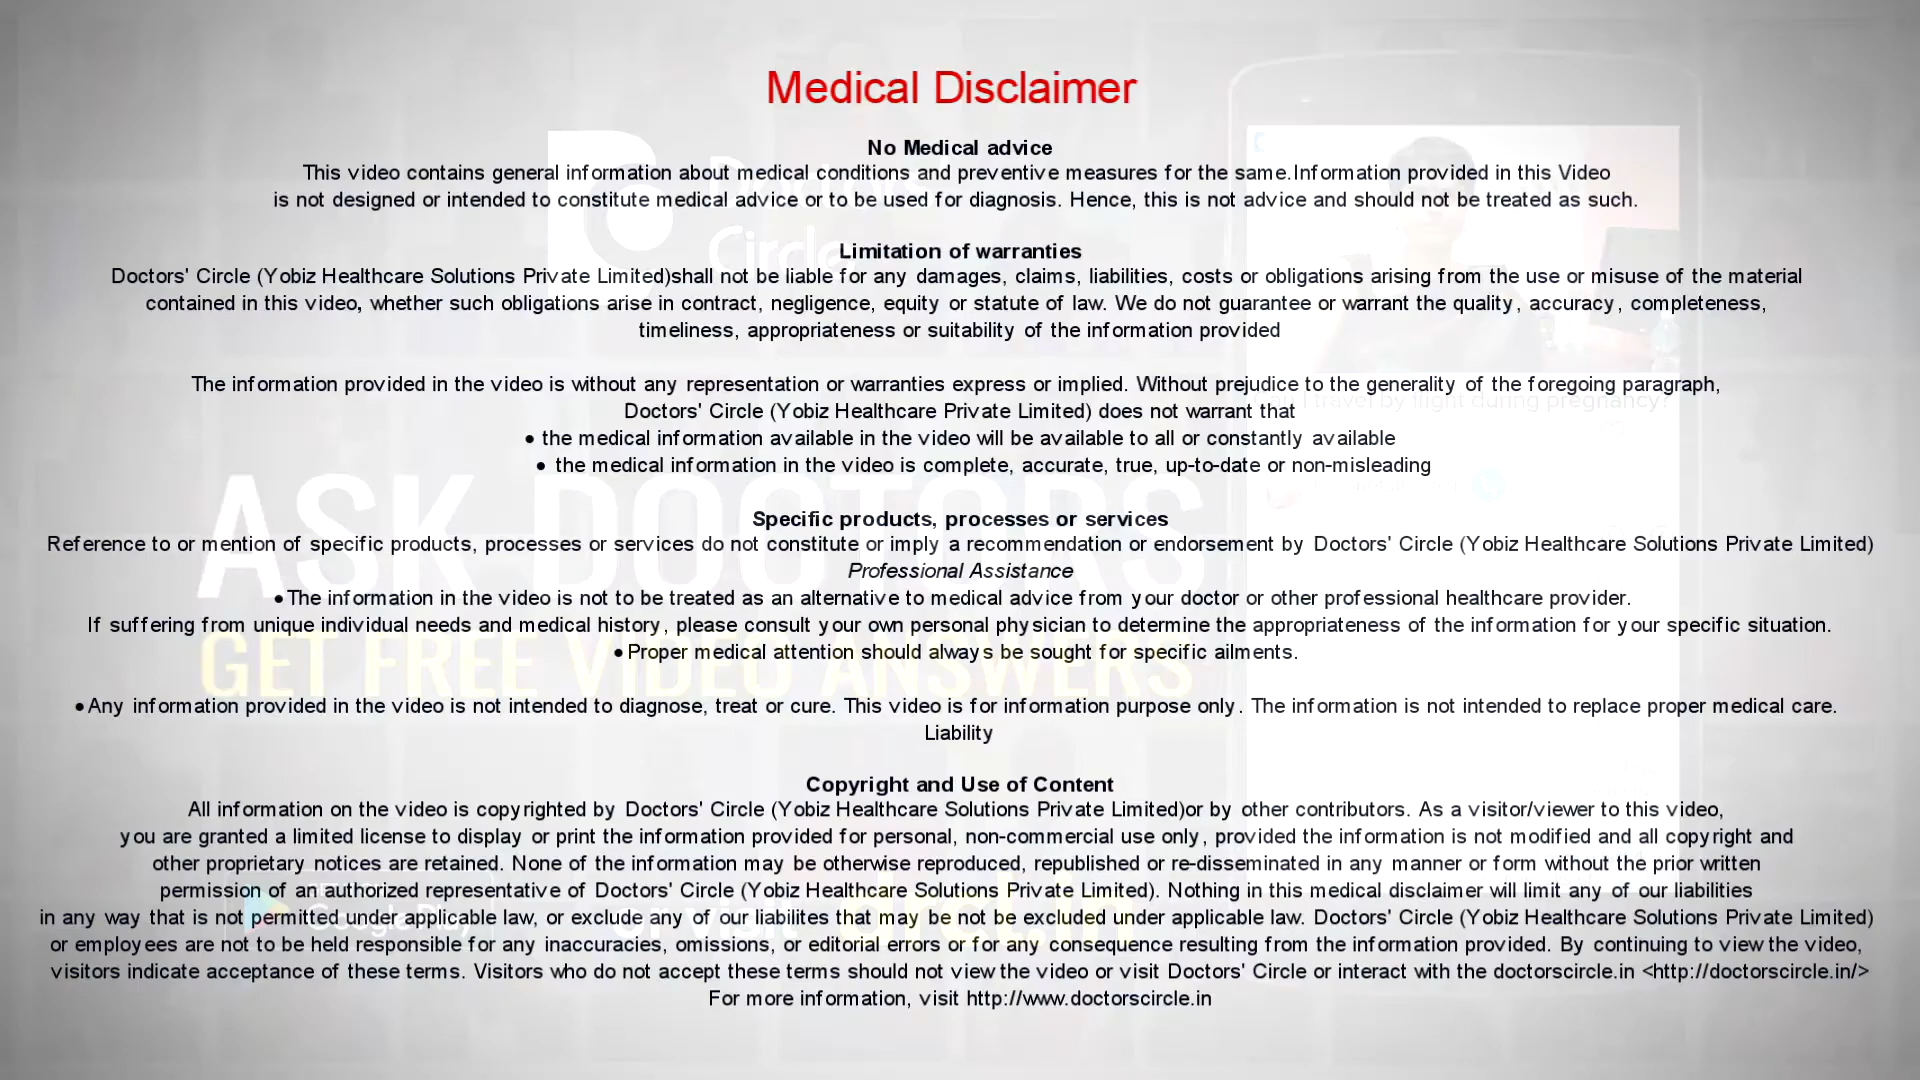 Medical Disclaimer
No Medical advice
This video contains general information about medical conditions and preventive measures for the same.Information provided in this Video
is not designed or intended to constitute medical advice or to be used for diagnosis. Hence, this is not advice and should not be treated as such.
Limitation of warranties
Doctors' Circle (Yobiz Healthcare Solutions Private Limited)shall not be liable for any damages, claims, liabilities, costs or obligations arising from the use or misuse of the material
contained in this video, whether such obligations arise in contract, negligence, equity or statute of law. We do not guarantee or warrant the quality, accuracy, completeness,
timeliness, appropriateness or suitability of the information provided
The information provided in the video is without any representation or warranties express or implied. Without prejudice to the generality of the foregoing paragraph,
Doctors' Circle (Yobiz Healthcare Private Limited) does not warrant that
• the medical information available in the video will be available to all or constantly available
• the medical information in the video is complete, accurate, true, up-to-date or non-misleading
Specific products, processes or services
Reference to or mention of specific products, processes or services do not constitute or imply a recommendation or endorsement by Doctors' Circle (Yobiz Healthcare Solutions Private Limited)
Professional Assistance
•The information in the video is not to be treated as an alternative to medical advice from your doctor or other professional healthcare provider.
If suffering from unique individual needs and medical history, please consult your own personal physician to determine the appropriateness of the information for your specific situation.
•Proper medical attention should always be sought for specific ailments.
•Any information provided in the video is not intended to diagnose, treat or cure. This video is for information purpose only. The information is not intended to replace proper medical care.
Liability
Copyright and Use of Content
All information on the video is copyrighted by Doctors' Circle (Yobiz Healthcare Solutions Private Limited)or by other contributors. As a visitor/viewer to this video,
you are granted a limited license to display or print the information provided for personal, non-commercial use only, provided the information is not modified and all copyright and
other proprietary notices are retained. None of the information may be otherwise reproduced, republished or re-disseminated in any manner or form without the prior written
permission of an authorized representative of Doctors' Circle (Yobiz Healthcare Solutions Private Limited). Nothing in this medical disclaimer will limit any of our liabilities
in any way that is not permitted under applicable law, or exclude any of our liabilites that may be not be excluded under applicable law. Doctors' Circle (Yobiz Healthcare Solutions Private Limited)
or employees are not to be held responsible for any inaccuracies, omissions, or editorial errors or for any consequence resulting from the information provided. By continuing to view the video,
visitors indicate acceptance of these terms. Visitors who do not accept these terms should not view the video or visit Doctors' Circle or interact with the doctorscircle.in <http://doctorscircle.in/>
For more information, visit http://www.doctorscircle.in
Doctors' Circle
Can I travel by flight during pregnancy?
ASK DOCTORS
GET FREE VIDEO ANSWERS
Google Play
or visit drcl.in